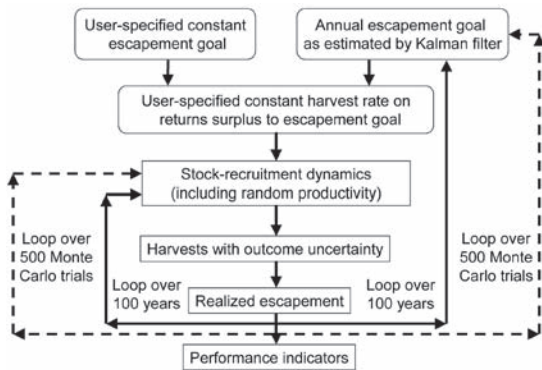 User-specified constant
escapement goal
Annual escapement goal
as estimated by Kalman filter
User-specified constant harvest rate on
returns surplus to escapement goal
Stock-recruitment dynamics
(including random productivity)
Loop over
500 Monte
Carlo trials
Harvests with outcome uncertainty
Loop over
500 Monte
Carlo trials
Loop over
100 years
Realized escapement
Loop over
100 years
Performance indicators